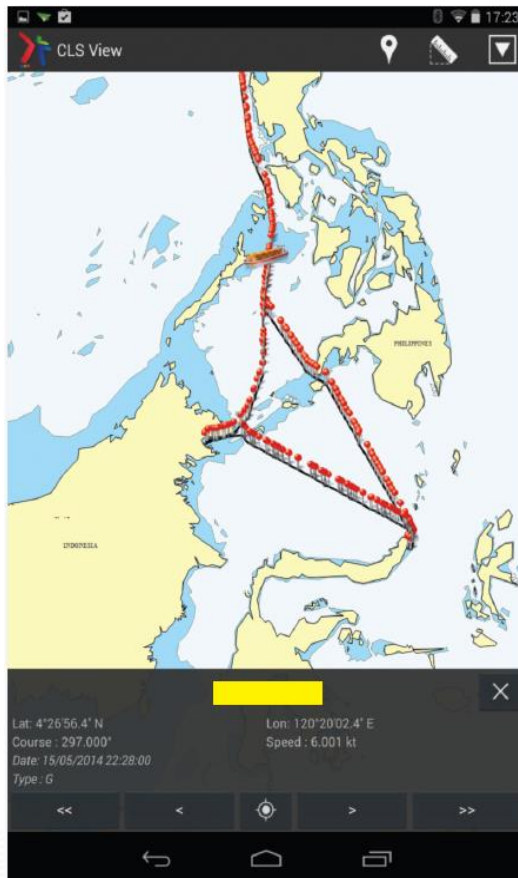 17:23
CLS View
PHILIPPINES
INDONESIA
Lat: 4°26'56.4" N Lon: 120°20'02.4" E
Course : 297.000° Speed : 6.001 kt
Date: 15/05/2014 22:28:00
Type : G
<< < > >>